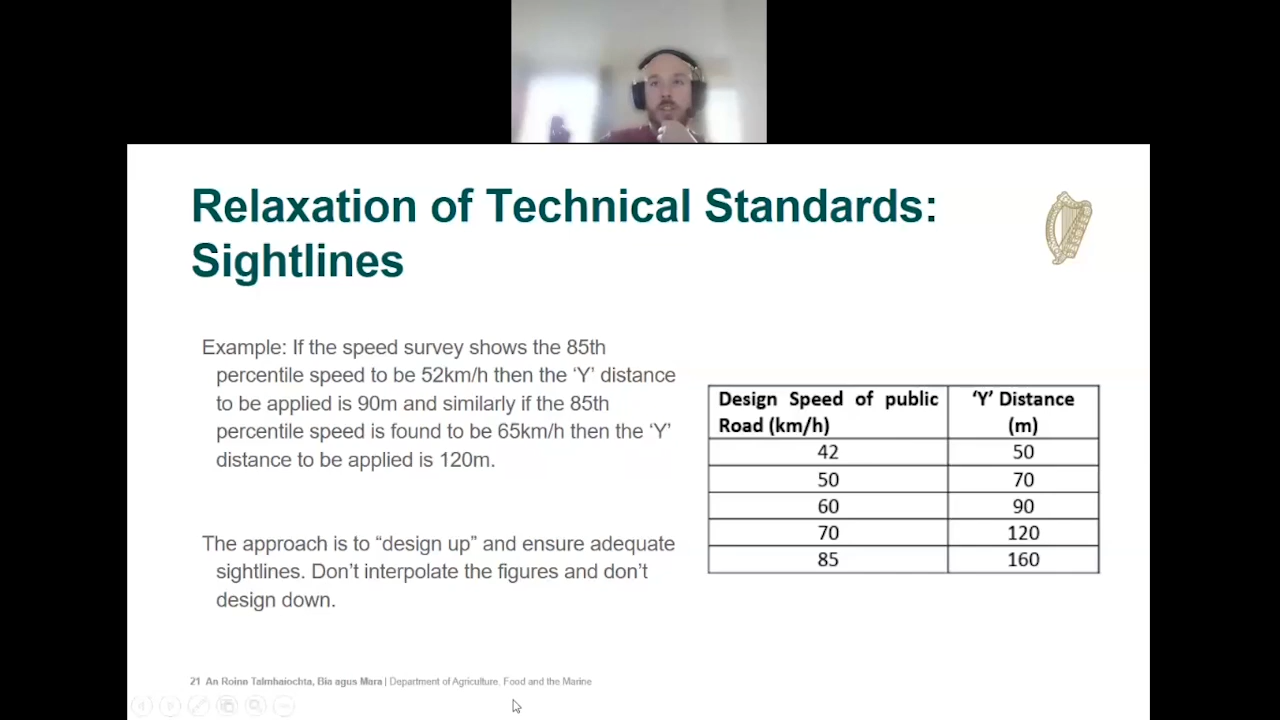 Relaxation of Technical Standards:
Sightlines
Example: If the speed survey shows the 85th
percentile speed to be 52km/h then the ‘Y’ distance
to be applied is 90m and similarly if the 85th
percentile speed is found to be 65km/h then the ‘Y’
distance to be applied is 120m.
The approach is to “design up” and ensure adequate
sightlines. Don’t interpolate the figures and don’t
design down.
Design Speed of public ‘Y’ Distance
Road (km/h) (m)
42 50
50 70
60 90
70 120
85 160
21 An Roinn Talmhaíochta, Bia agus Mara | Department of Agriculture, Food and the Marine